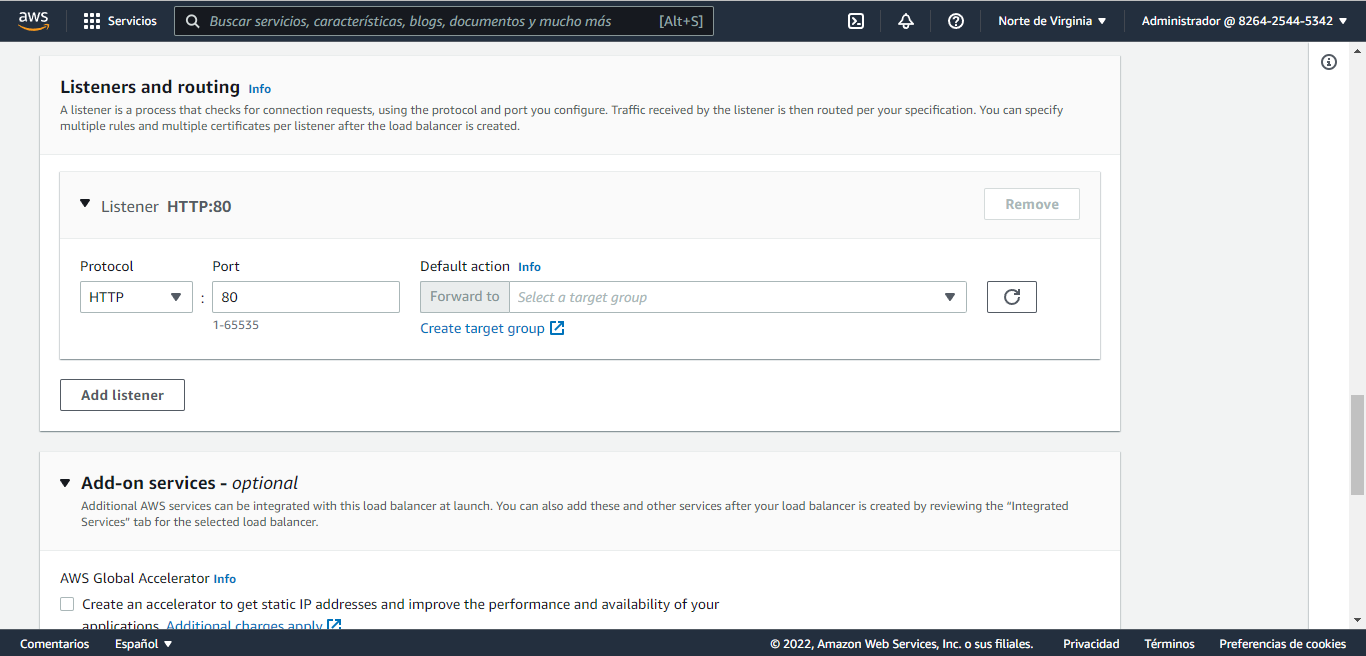 aws
Servicios
Buscar servicios, características, blogs, documentos y mucho más [Alt+S]
Norte de Virginia
Administrador @ 8264-2544-5342
Listeners and routing Info
A listener is a process that checks for connection requests, using the protocol and port you configure. Traffic received by the listener is then routed per your specification. You can specify
multiple rules and multiple certificates per listener after the load balancer is created.
Listener HTTP:80
Remove
Protocol
Port
Default action Info
HTTP
:
80
Forward to
Select a target group
1-65535
Create target group
Add listener
Add-on services - optional
Additional AWS services can be integrated with this load balancer at launch. You can also add these and other services after your load balancer is created by reviewing the "Integrated
Services" tab for the selected load balancer.
AWS Global Accelerator Info
Create an accelerator to get static IP addresses and improve the performance and availability of your
applications. Additional charges apply
Comentarios
Español
© 2022, Amazon Web Services, Inc. o sus filiales.
Privacidad
Términos
Preferencias de cookies